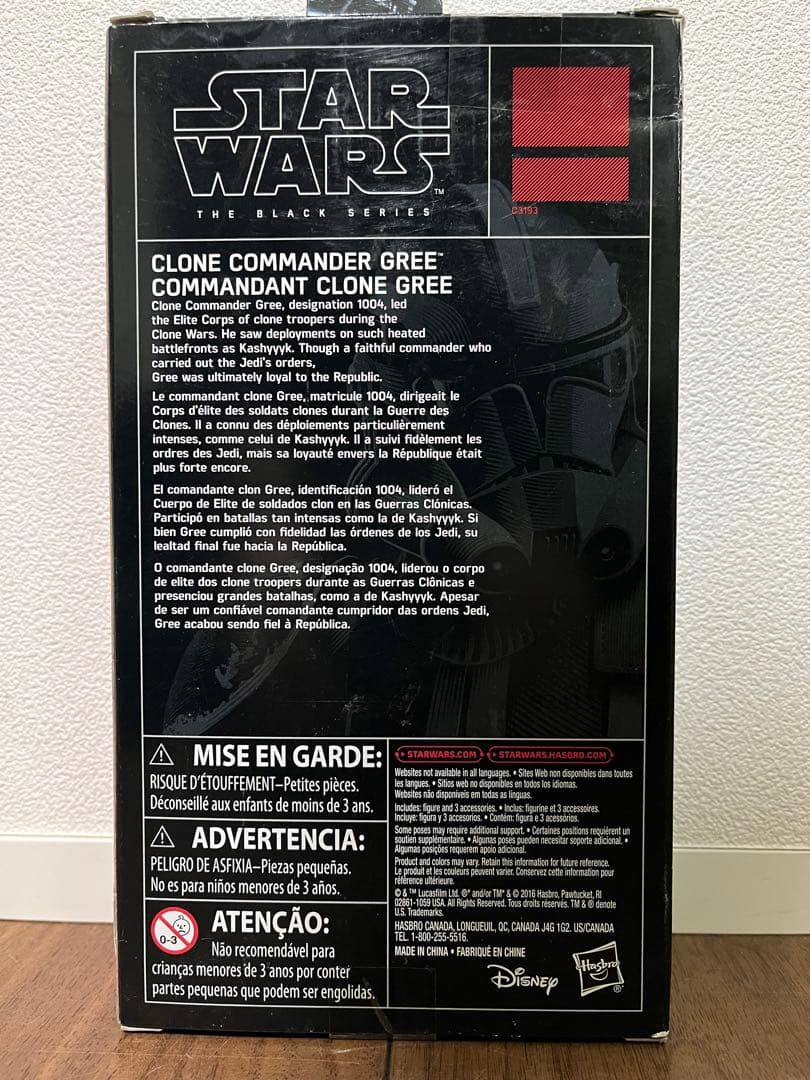 STAR
WARS™
THE BLACK SERIES
C3193
CLONE COMMANDER GREE™
COMMANDANT CLONE GREE
Clone Commander Gree, designation 1004, led
the Elite Corps of clone troopers during the
Clone Wars. He saw deployments on such heated
battlefronts as Kashyyyk. Though a faithful commander who
carried out the Jedi's orders,
Gree was ultimately loyal to the Republic.
Le commandant clone Gree, matricule 1004, dirigeait le
Corps d'élite des soldats clones durant la Guerre des
Clones. Il a connu des déploiements particulièrement
intenses, comme celui de Kashyyyk. Il a suivi fidèlement les
ordres des Jedi, mais sa loyauté envers la République était
plus forte encore.
El comandante clon Gree, identificación 1004, lideró el
Cuerpo de Elite de soldados clon en las Guerras Clónicas.
Participó en batallas tan intensas como la de Kashyyyk. Si
bien Gree cumplió con fidelidad las órdenes de los Jedi, su
lealtad final fue hacia la República.
O comandante clone Gree, designação 1004, liderou o corpo
de elite dos clone troopers durante as Guerras Clônicas e
presenciou grandes batalhas, como a de Kashyyyk. Apesar
de ser um confiável comandante cumpridor das ordens Jedi,
Gree acabou sendo fiel à República.
MISE EN GARDE:
RISQUE D'ÉTOUFFEMENT–Petites pièces.
Déconseillé aux enfants de moins de 3 ans.
ADVERTENCIA:
PELIGRO DE ASFIXIA–Piezas pequeñas.
No es para niños menores de 3 años.
0-3
ATENÇÃO:
Não recomendável para
crianças menores de 3 anos por conter
partes pequenas que podem ser engolidas.
STARWARS.COM STARWARS.HASBRO.COM
Websites not available in all languages. • Sites Web non disponibles dans toutes
les langues. • Sitios web no disponibles en todos los idiomas.
Websites não disponíveis em todas as línguas.
Includes: figure and 3 accessories. • Inclus: figurine et 3 accessoires.
Incluye: figura y 3 accesorios. • Contém: figura e 3 acessórios.
Some poses may require additional support. • Certaines positions requièrent un
soutien supplémentaire. • Algunas poses pueden necesitar soporte adicional. •
Algumas posições requerem apoio adicional.
Product and colors may vary. Retain this information for future reference.
Le produit et les couleurs peuvent varier. Conservez cette information pour
référence ultérieure.
© & ™ Lucasfilm Ltd. ®* and/or TM* & © 2016 Hasbro, Pawtucket, RI
02861-1059 USA. All Rights Reserved. Tous droits réservés. TM & ® denote
U.S. Trademarks.
HASBRO CANADA, LONGUEUIL, QC, CANADA J4G 1G2. US/CANADA
TEL. 1-800-255-5516.
MADE IN CHINA • FABRIQUÉ EN CHINE
Disney
Hasbro®